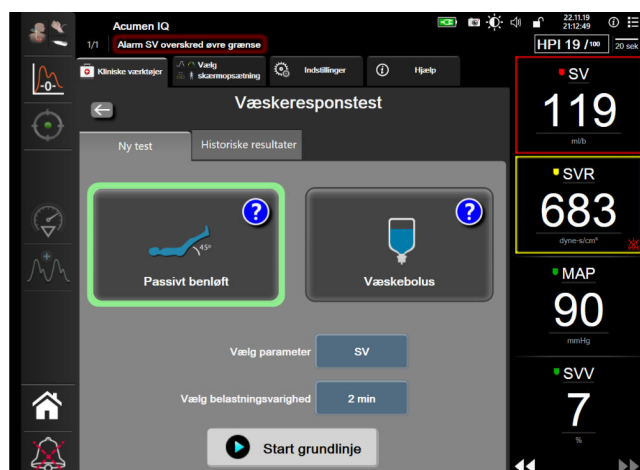 Acumen IQ
22.11.19
21:12:49
1/1
Alarm SV overskred øvre grænse
HPI 19 /100
20 sek
Kliniske værktøjer
Vælg
skærmopsætning
Indstillinger
Hjælp
Væskeresponstest
Ny test
Historiske resultater
?
45°
Passivt benløft
?
Væskebolus
Vælg parameter
SV
Vælg belastningsvarighed
2 min
Start grundlinje
SV
119
ml/b
SVR
683
dyne-s/cm⁵
MAP
90
mmHg
SVV
7
%
-0-